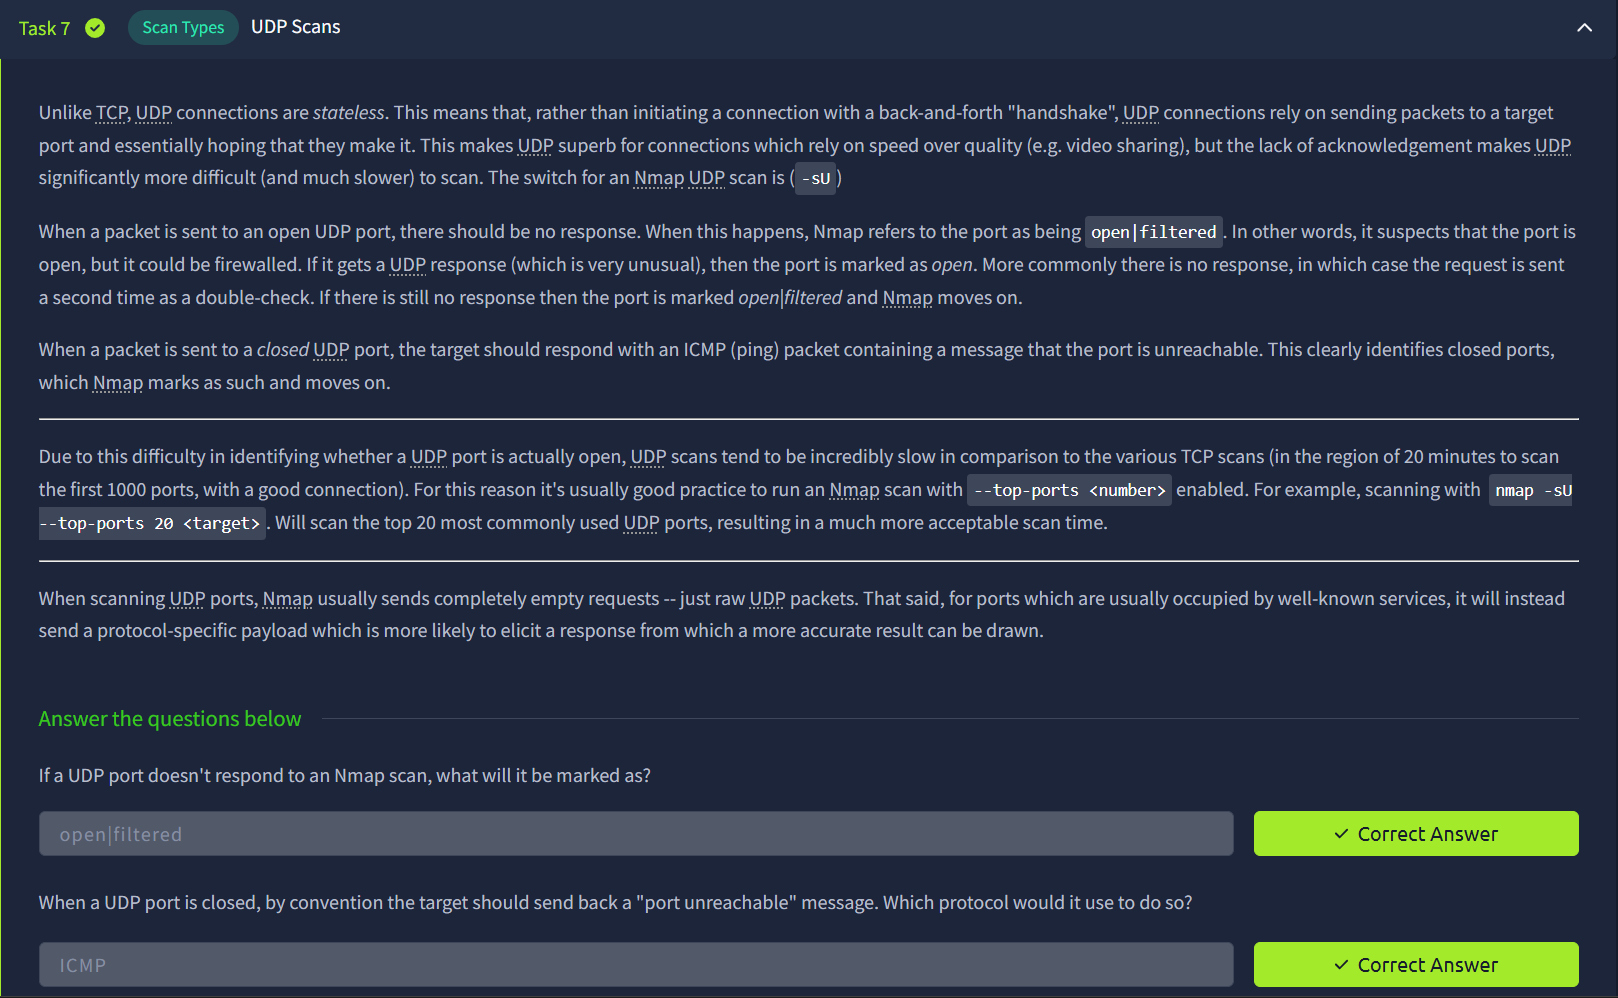 Task 7 Scan Types UDP Scans
Unlike TCP, UDP connections are stateless. This means that, rather than initiating a connection with a back-and-forth "handshake", UDP connections rely on sending packets to a target
port and essentially hoping that they make it. This makes UDP superb for connections which rely on speed over quality (e.g. video sharing), but the lack of acknowledgement makes UDP
significantly more difficult (and much slower) to scan. The switch for an Nmap UDP scan is (-sU)
When a packet is sent to an open UDP port, there should be no response. When this happens, Nmap refers to the port as being open|filtered. In other words, it suspects that the port is
open, but it could be firewalled. If it gets a UDP response (which is very unusual), then the port is marked as open. More commonly there is no response, in which case the request is sent
a second time as a double-check. If there is still no response then the port is marked open|filtered and Nmap moves on.
When a packet is sent to a closed UDP port, the target should respond with an ICMP (ping) packet containing a message that the port is unreachable. This clearly identifies closed ports,
which Nmap marks as such and moves on.
Due to this difficulty in identifying whether a UDP port is actually open, UDP scans tend to be incredibly slow in comparison to the various TCP scans (in the region of 20 minutes to scan
the first 1000 ports, with a good connection). For this reason it's usually good practice to run an Nmap scan with --top-ports <number> enabled. For example, scanning with nmap -sU
--top-ports 20 <target>. Will scan the top 20 most commonly used UDP ports, resulting in a much more acceptable scan time.
When scanning UDP ports, Nmap usually sends completely empty requests -- just raw UDP packets. That said, for ports which are usually occupied by well-known services, it will instead
send a protocol-specific payload which is more likely to elicit a response from which a more accurate result can be drawn.
Answer the questions below
If a UDP port doesn't respond to an Nmap scan, what will it be marked as?
open|filtered Correct Answer
When a UDP port is closed, by convention the target should send back a "port unreachable" message. Which protocol would it use to do so?
ICMP Correct Answer